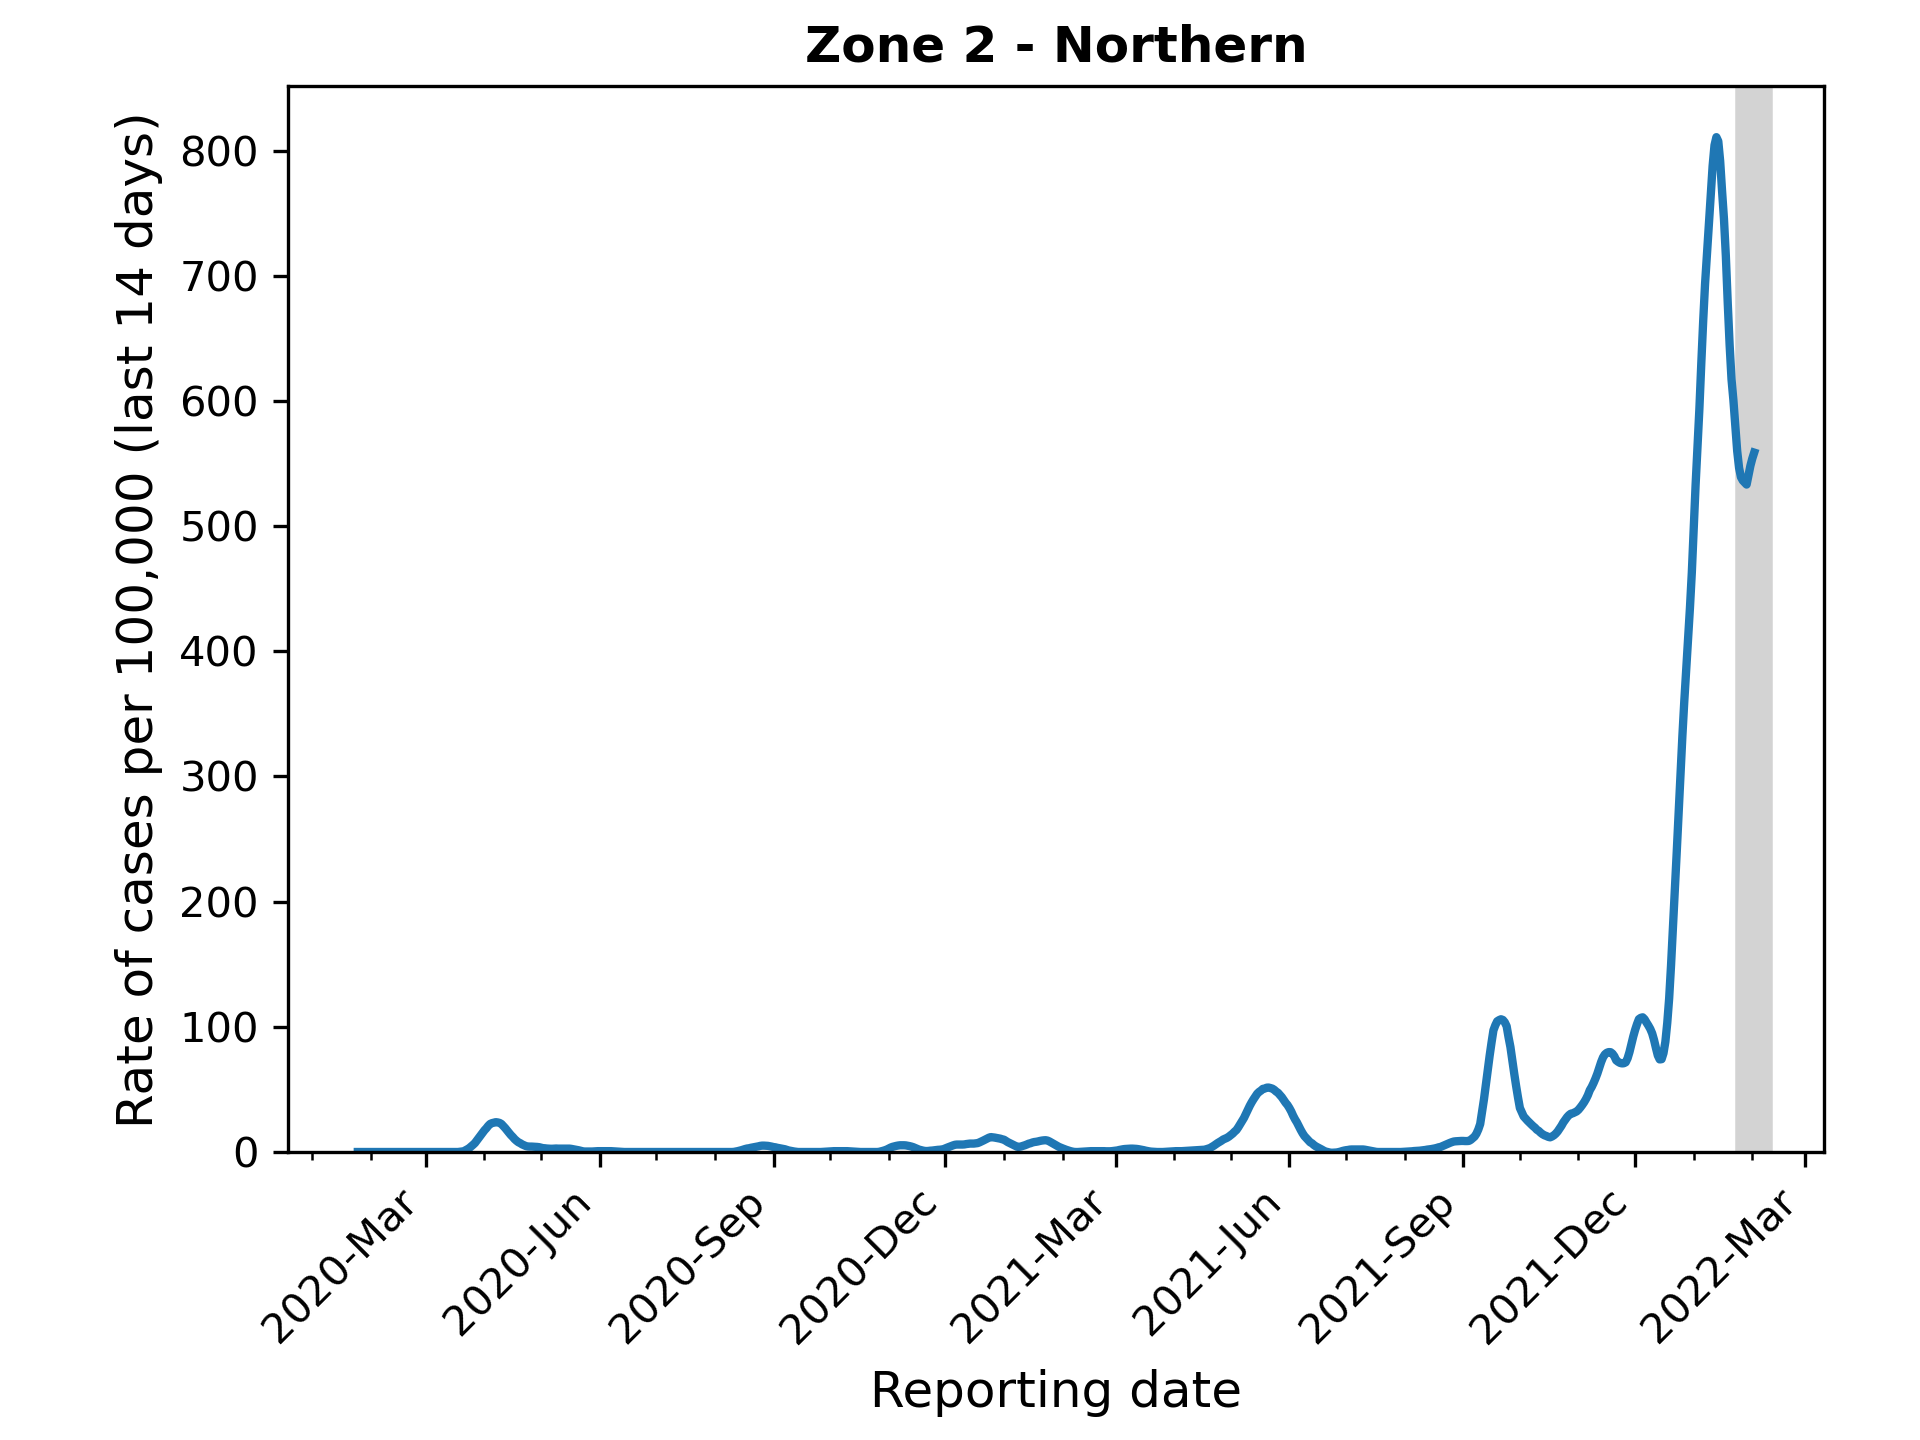 Zone 2 - Northern
Rate of cases per 100,000 (last 14 days)
800
700
600
500
400
300
200
100
0
2020-Mar
2020-Jun
2020-Sep
2020-Dec
2021-Mar
2021-Jun
2021-Sep
2021-Dec
2022-Mar
Reporting date